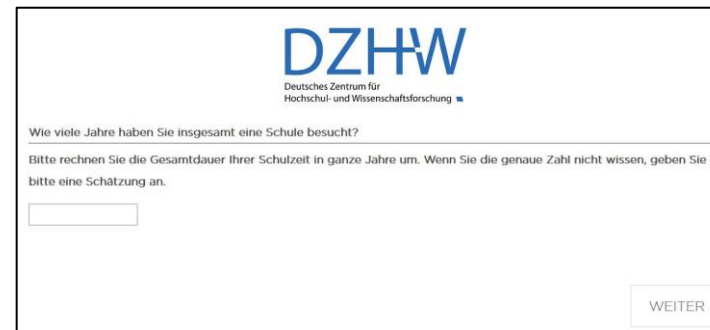 DZHW
Deutsches Zentrum für
Hochschul- und Wissenschaftsforschung
Wie viele Jahre haben Sie insgesamt eine Schule besucht?
Bitte rechnen Sie die Gesamtdauer Ihrer Schulzeit in ganze Jahre um. Wenn Sie die genaue Zahl nicht wissen, geben Sie
bitte eine Schätzung an.
WEITER